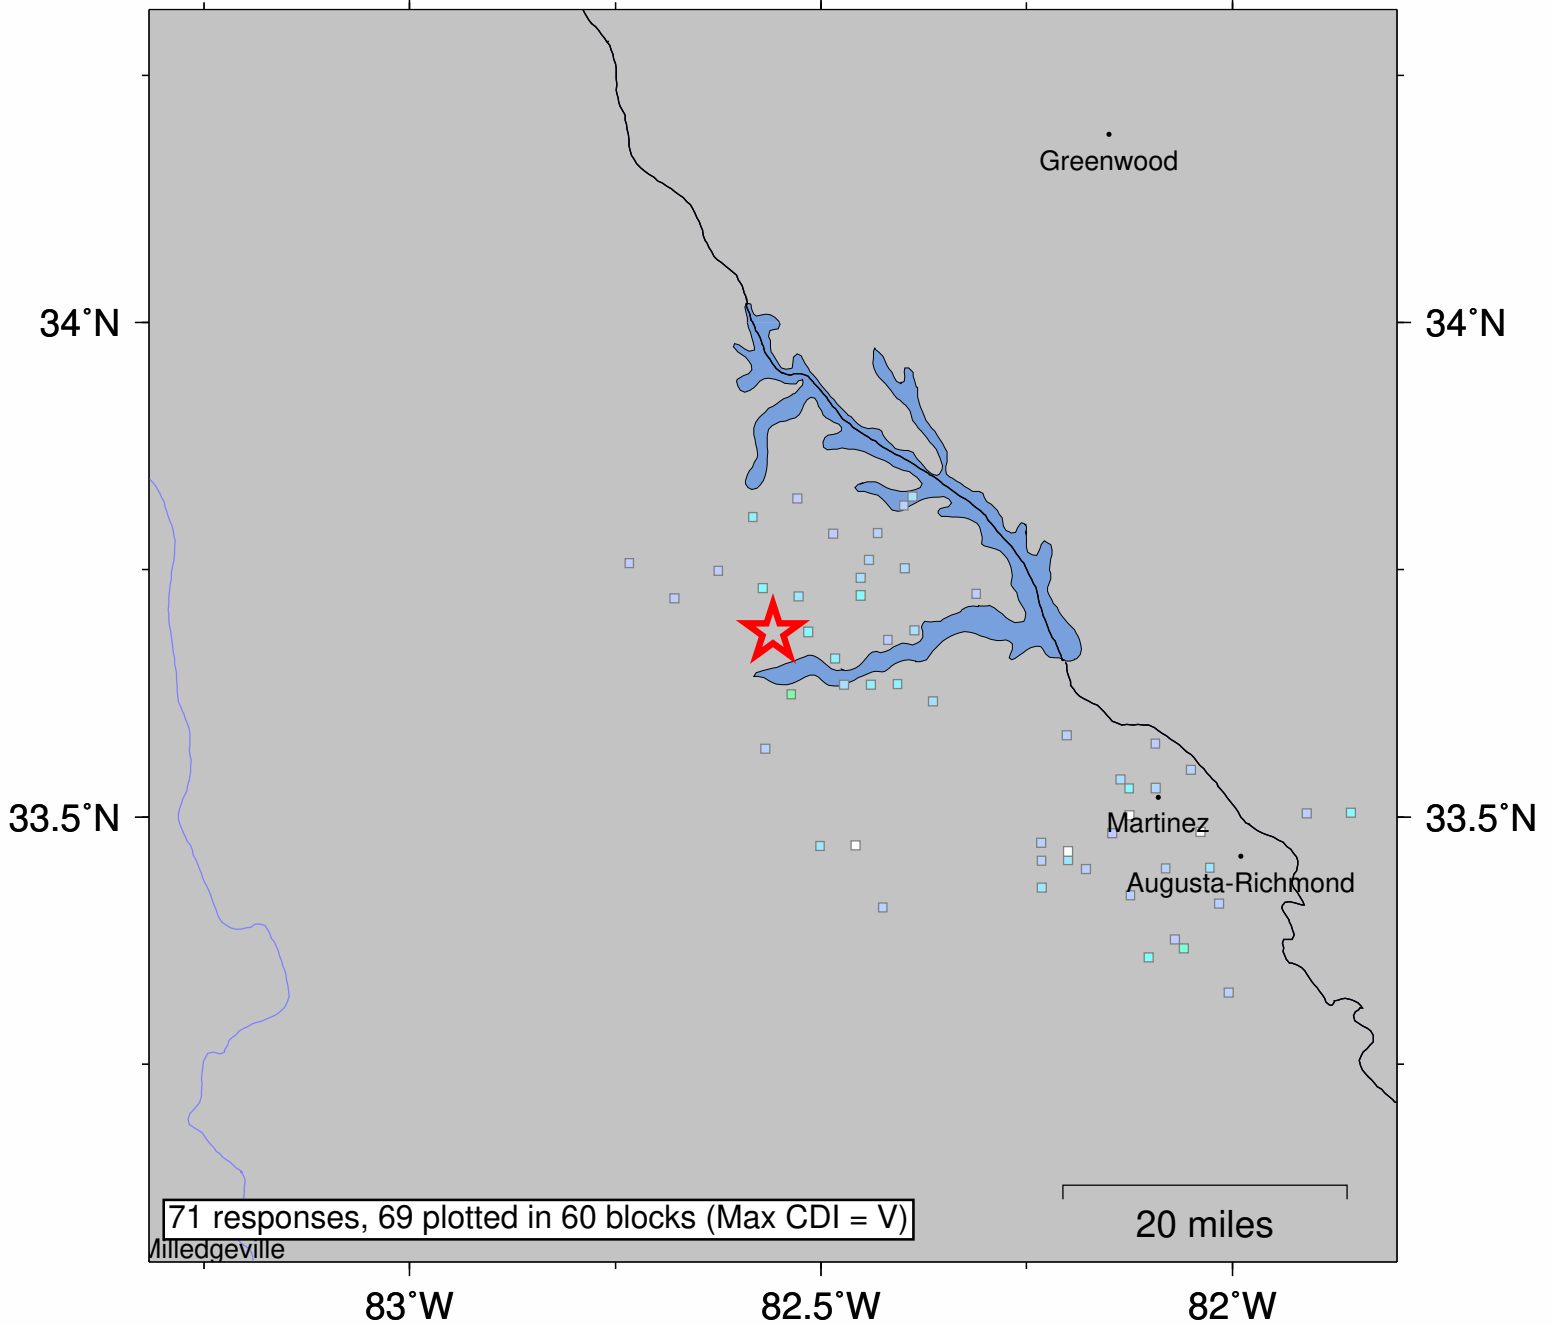 Greenwood
34°N
34°N
33.5°N
33.5°N
Martinez
Augusta-Richmond
71 responses, 69 plotted in 60 blocks (Max CDI = V)
20 miles
Milledgeville
83°W
82.5°W
82°W